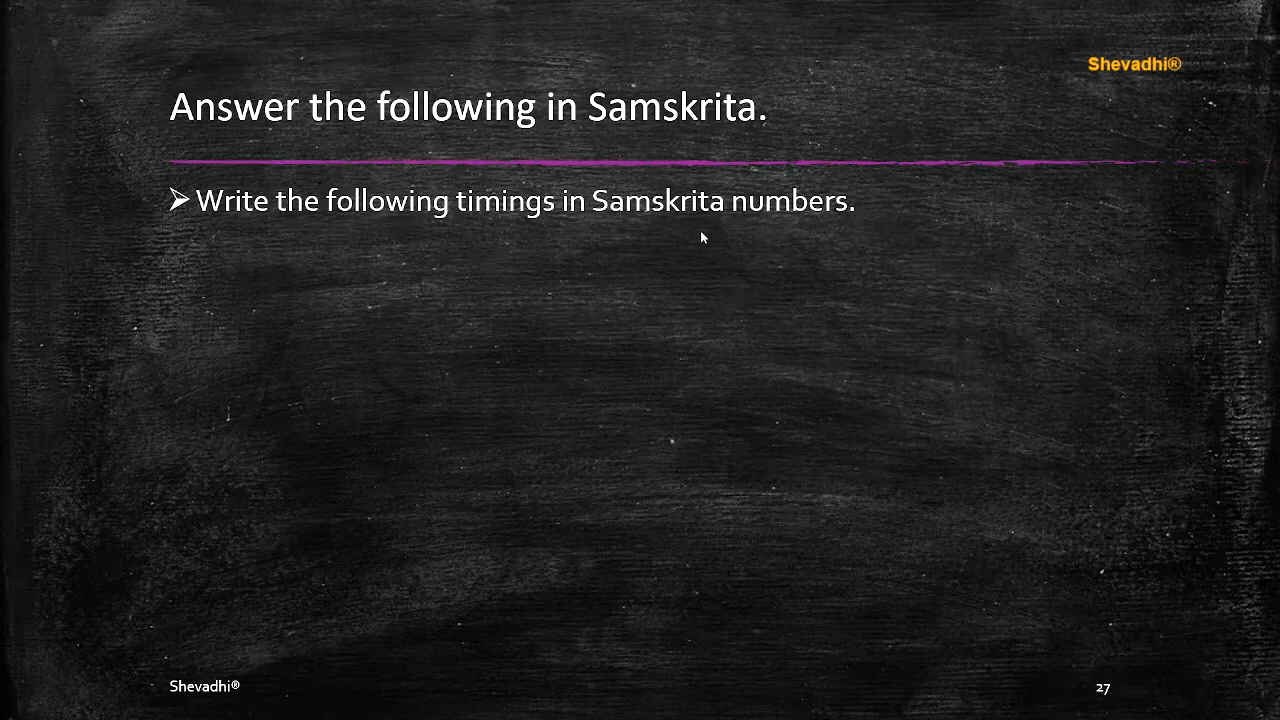 Shevadhi®
Answer the following in Samskrita.
Write the following timings in Samskrita numbers.
Shevadhi® 27